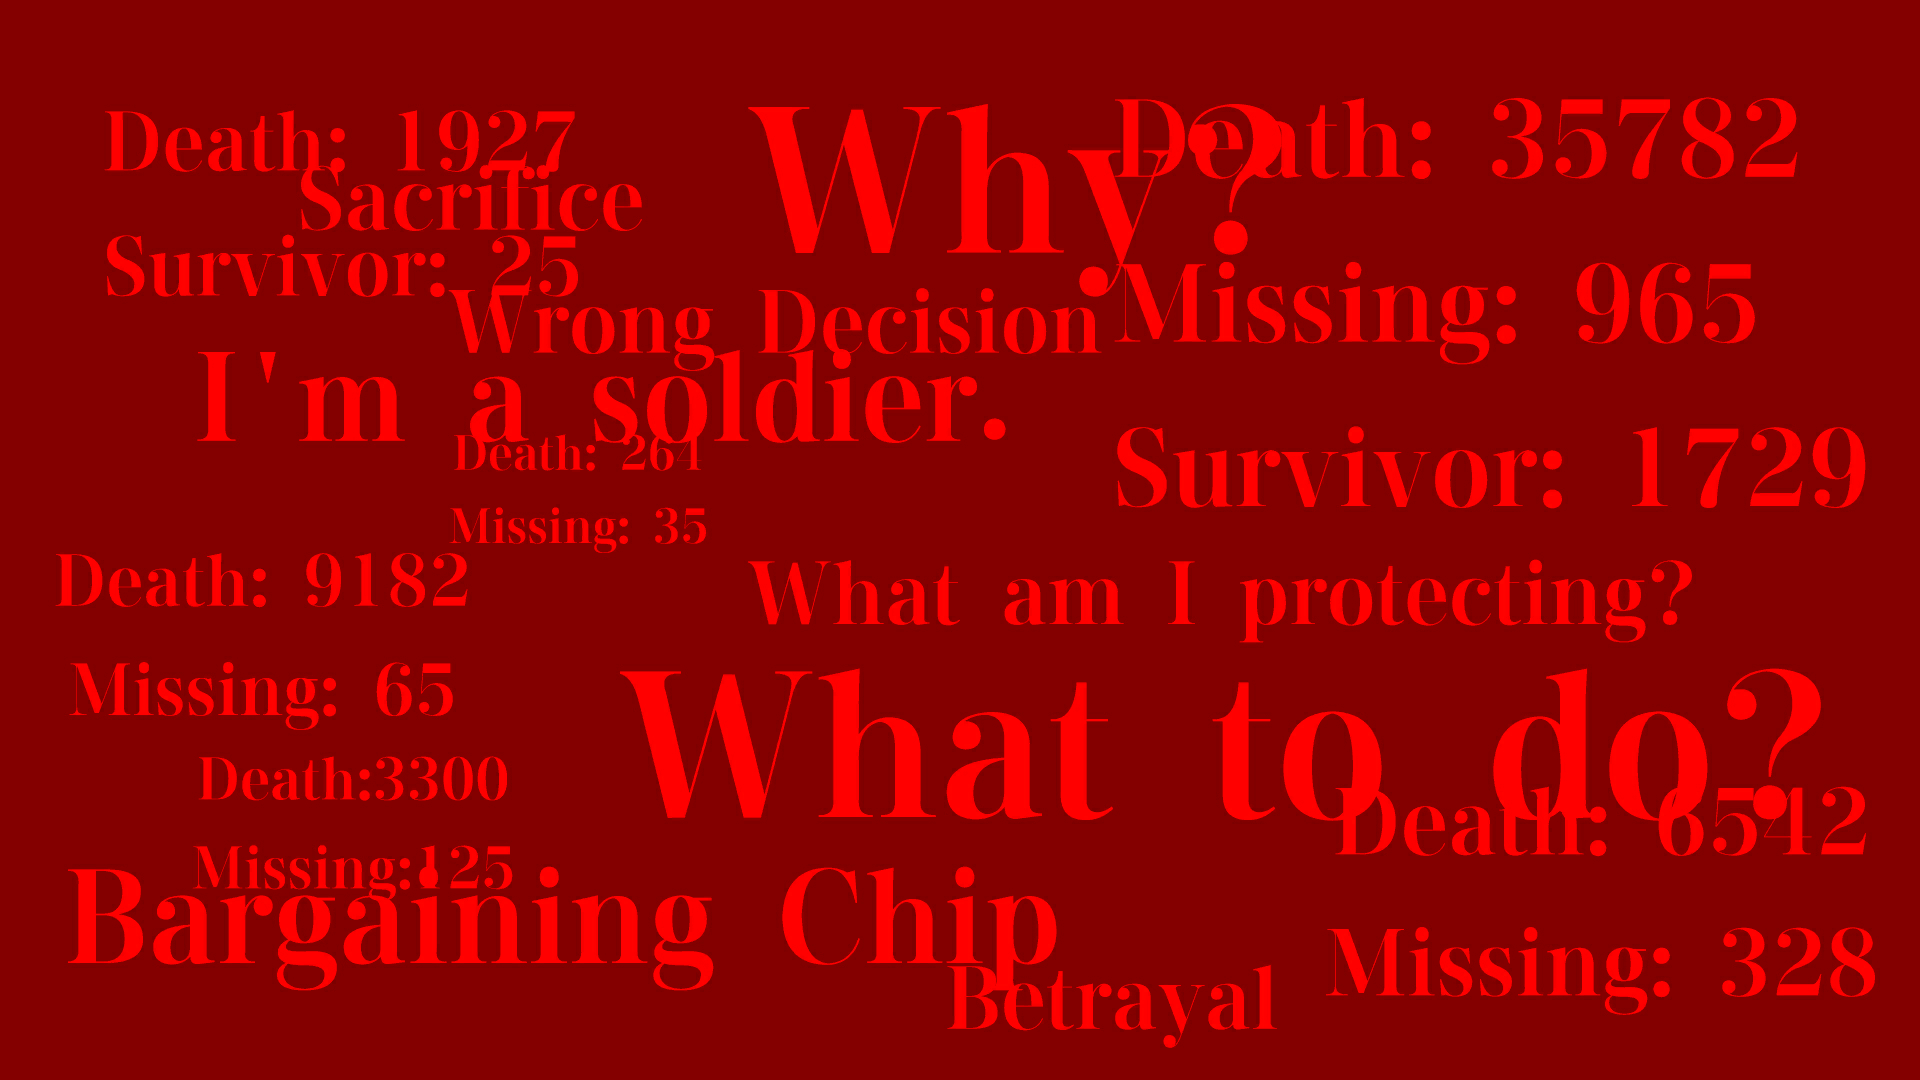 Death: 1927
Sacrifice
Survivor: 25
Why?
Death: 35782
Missing: 965
Survivor: 1729
Wrong Decision
I'm a soldier.
Death: 264
Missing: 35
What am I protecting?
Death: 9182
Missing: 65
What to do?
Death:3300
Missing:125
Death: 6542
Missing: 328
Bargaining Chip
Betrayal